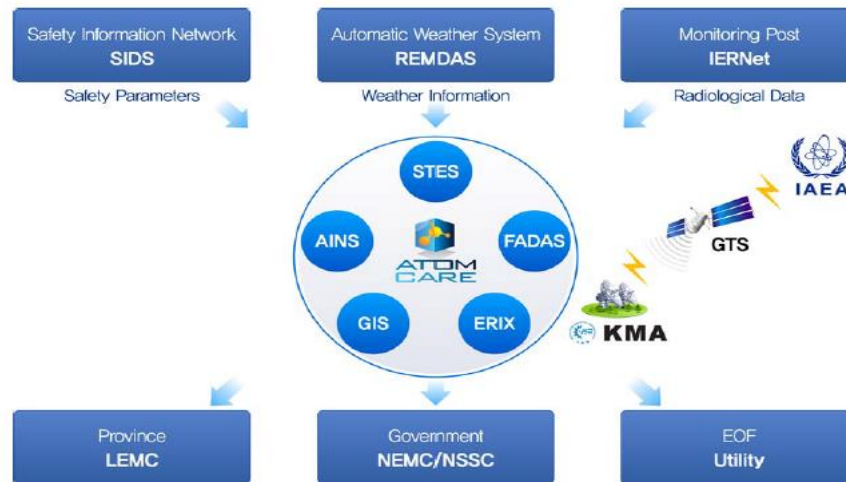 Safety Information Network
SIDS
Automatic Weather System
REMDAS
Monitoring Post
IERNet
Safety Parameters
Weather Information
Radiological Data
STES
IAEA
AINS
FADAS
GTS
ATOM
CARE
GIS
ERIX
KMA
Province
LEMC
Government
NEMC/NSSC
EOF
Utility